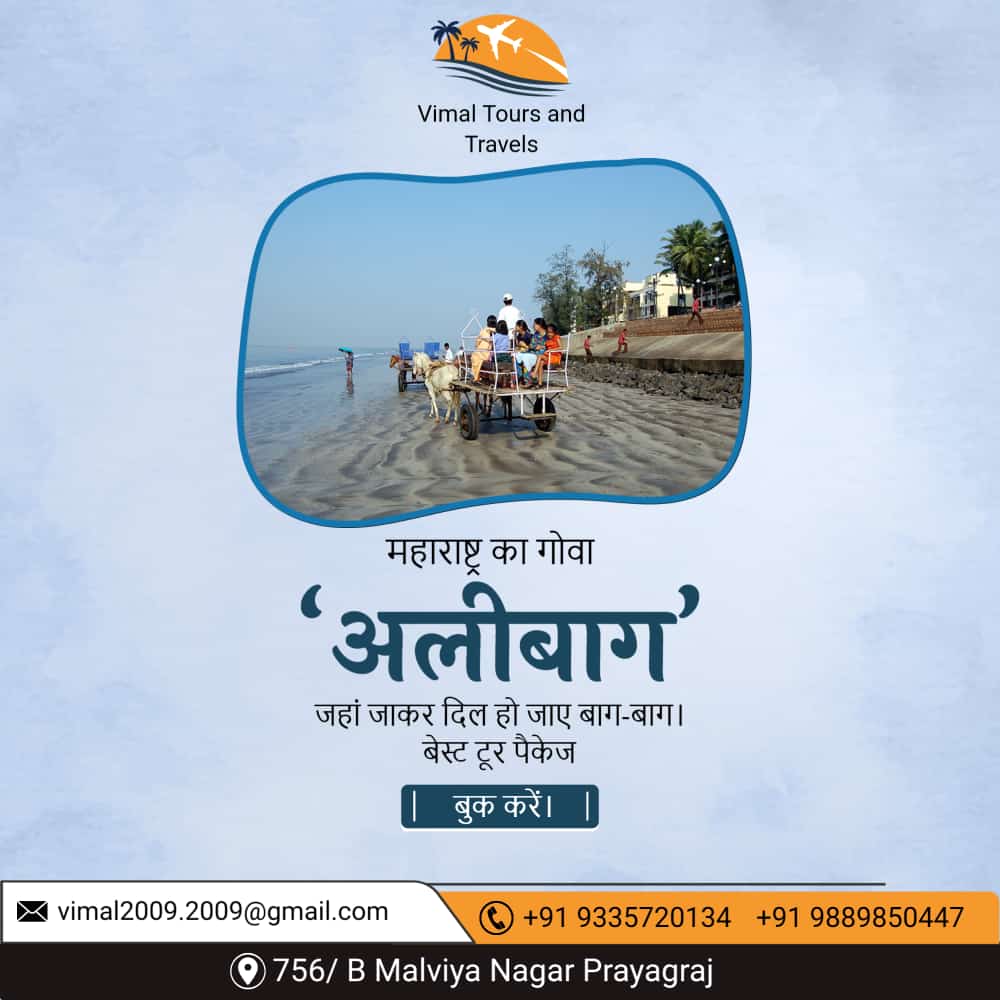 Vimal Tours and
Travels
महाराष्ट्र का गोवा
‘अलीबाग’
जहां जाकर दिल हो जाए बाग-बाग।
बेस्ट टूर पैकेज
| बुक करें। |
vimal2009.2009@gmail.com
+91 9335720134 +91 9889850447
756/ B Malviya Nagar Prayagraj